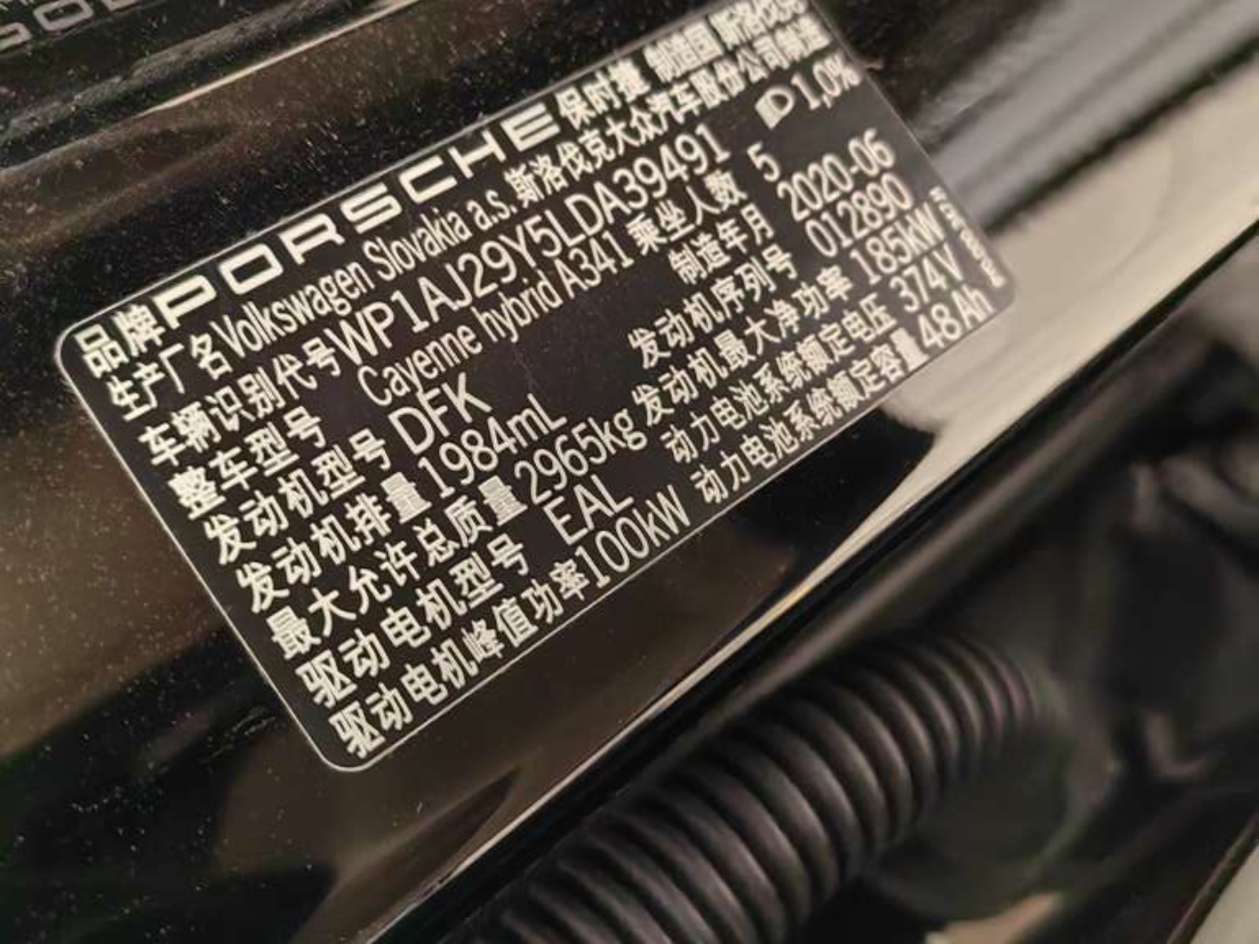 品牌 PORSCHE 保时捷 制造国 斯洛伐克
生产厂名 Volkswagen Slovakia a.s. 斯洛伐克大众汽车股份公司制造
车辆识别代号 WP1AJ29Y5LDA39491 1,0%
整车型号 Cayenne hybrid A341 乘坐人数 5
发动机型号 DFK 制造年月 2020-06
发动机排量 1984mL 发动机序列号 012890
最大允许总质量 2965kg 发动机最大净功率 185kW
驱动电机型号 EAL 动力电池系统额定电压 374V
驱动电机峰值功率 100kW 动力电池系统额定容量 48Ah